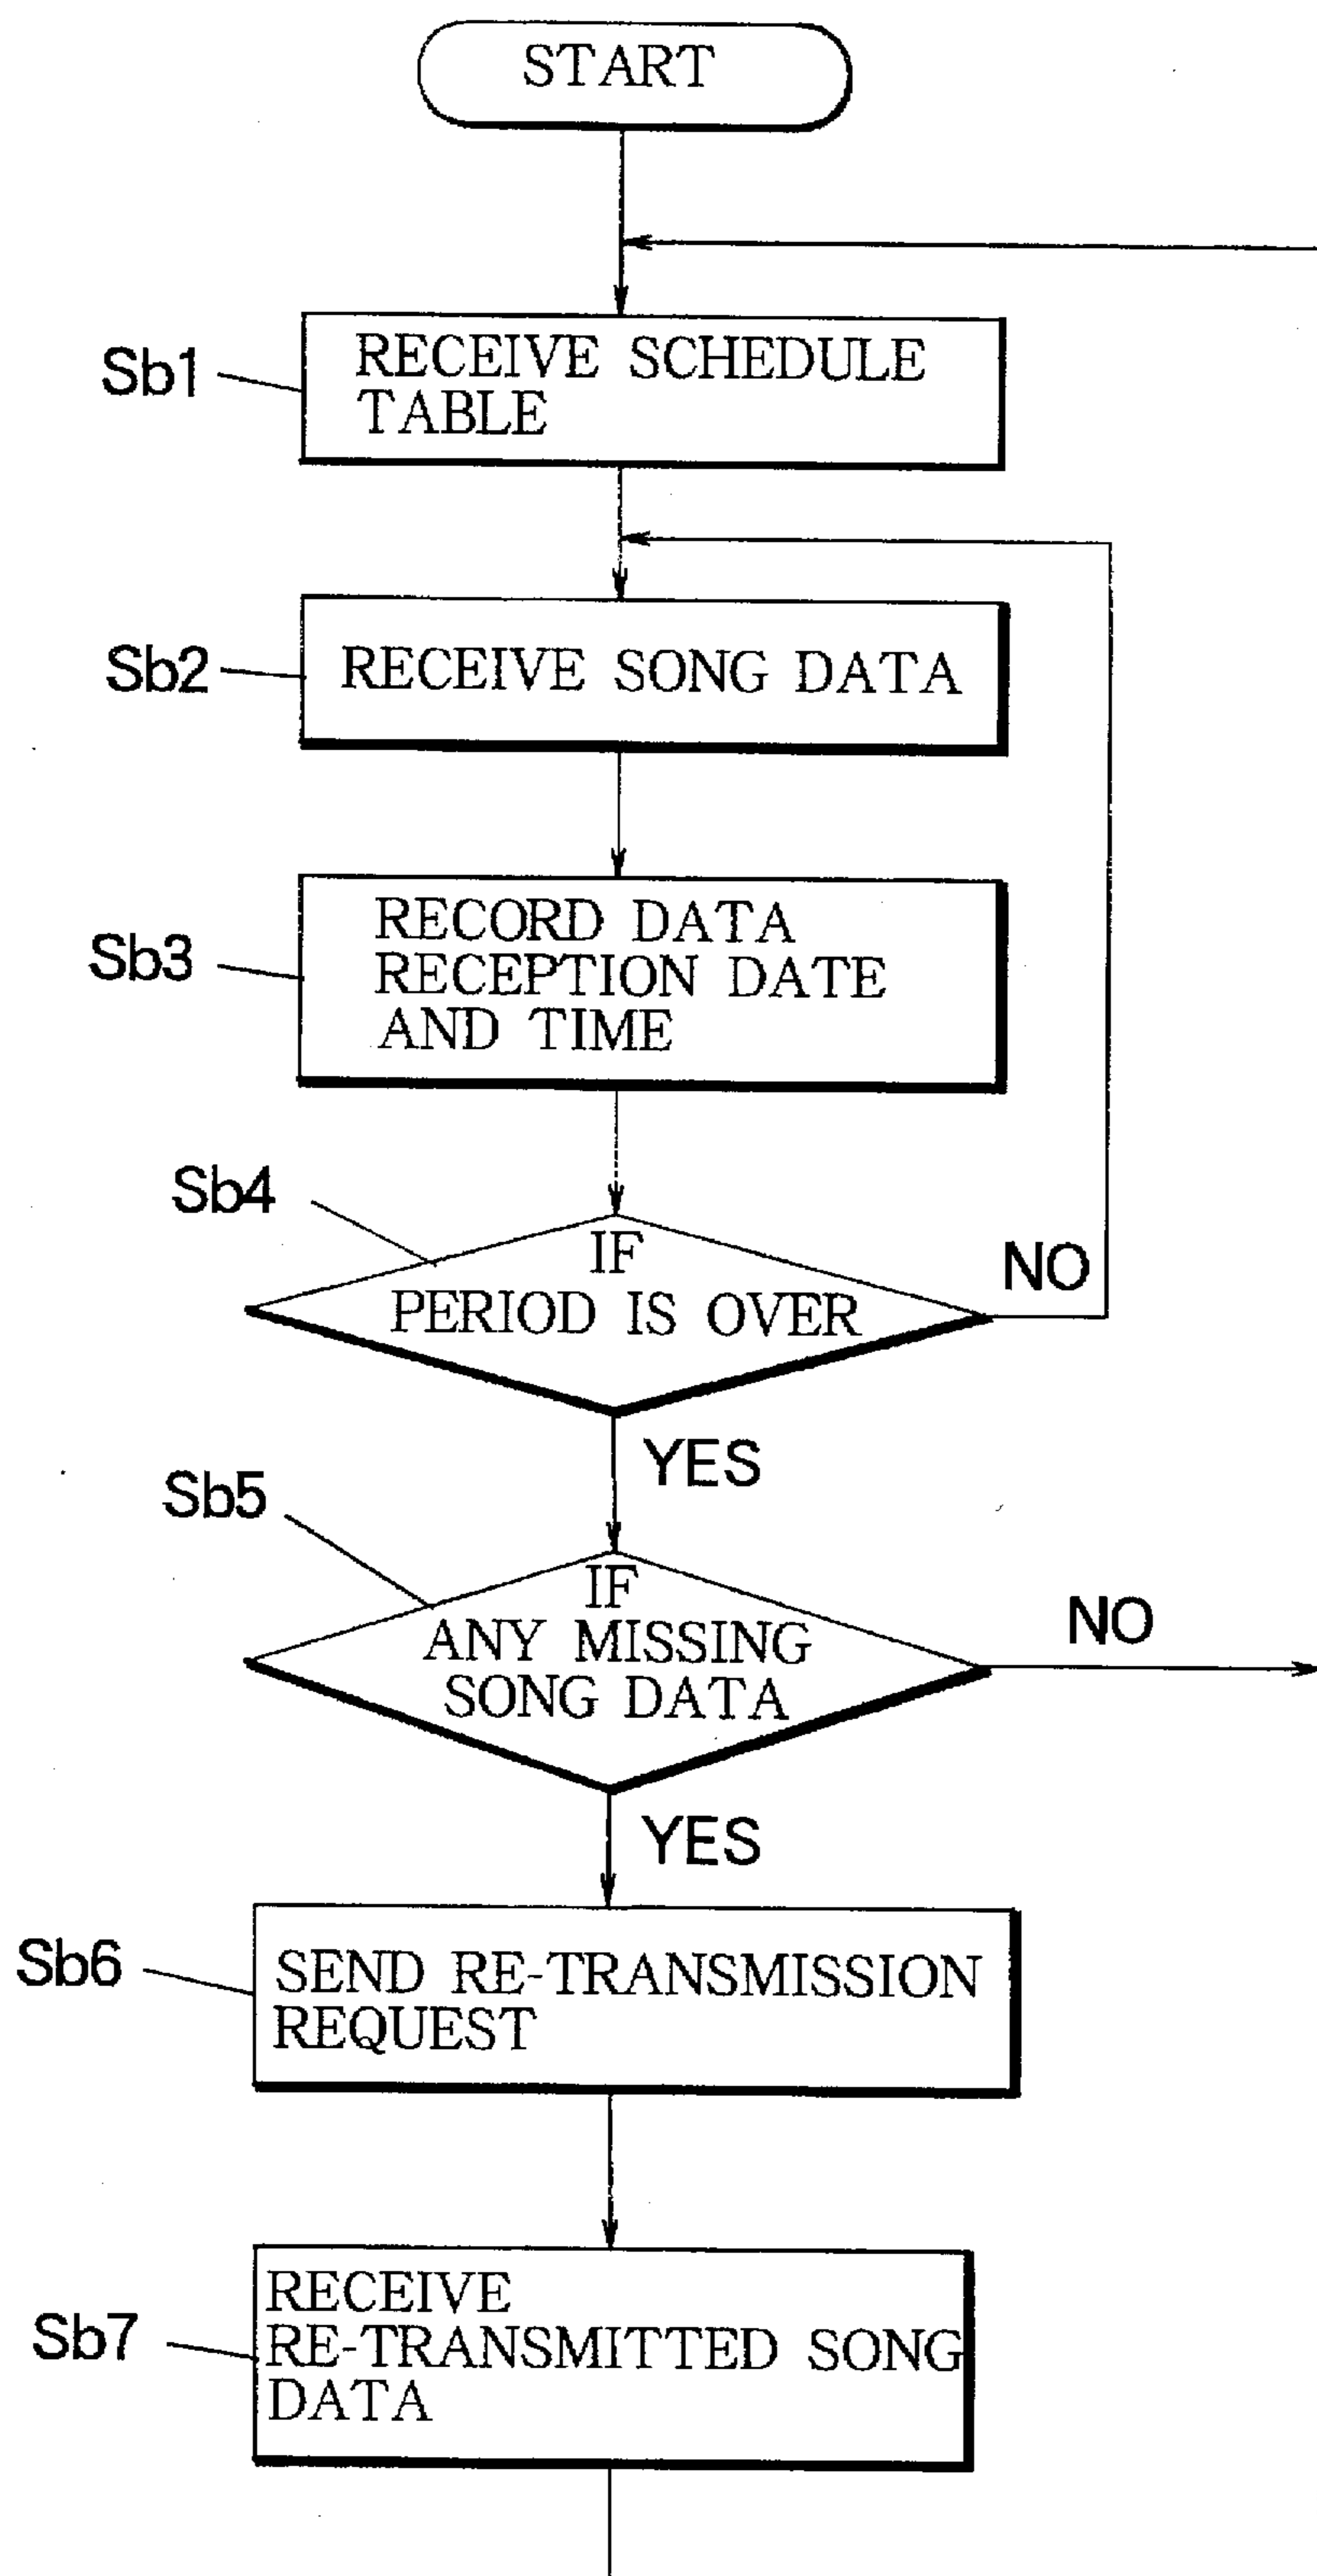 START
Sb1
RECEIVE SCHEDULE
TABLE
Sb2
RECEIVE SONG DATA
Sb3
RECORD DATA
RECEPTION DATE
AND TIME
Sb4
IF
PERIOD IS OVER
NO
YES
Sb5
IF
ANY MISSING
SONG DATA
NO
YES
Sb6
SEND RE-TRANSMISSION
REQUEST
Sb7
RECEIVE
RE-TRANSMITTED SONG
DATA